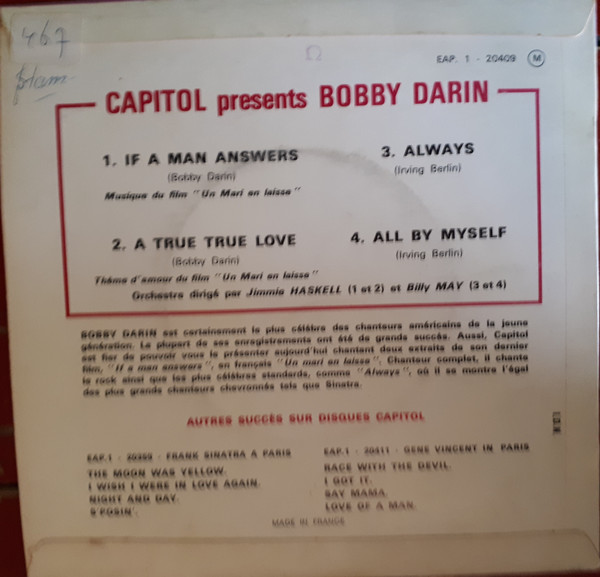 467
EAP. 1 - 20409 M
CAPITOL presents BOBBY DARIN
1. IF A MAN ANSWERS
(Bobby Darin)
Musique du film "Un Mari en laisse"
3. ALWAYS
(Irving Berlin)
2. A TRUE TRUE LOVE
(Bobby Darin)
Thème d'amour du film "Un Mari en laisse"
4. ALL BY MYSELF
(Irving Berlin)
Orchestre dirigé par Jimmie HASKELL (1 et 2) et Billy MAY (3 et 4)
BOBBY DARIN est certainement le plus célèbre des chanteurs américains de la jeune
génération. La plupart de ses enregistrements ont été de grands succès. Aussi, Capitol
est fier de pouvoir vous le présenter aujourd'hui chantant deux extraits de son dernier
film, "If a man answers", en français "Un mari en laisse". Chanteur complet, il chante
le rock ainsi que les plus célèbres standards, comme "Always", où il se montre l'égal
des plus grands chanteurs chevronnés tels que Sinatra.
AUTRES SUCCÈS SUR DISQUES CAPITOL
EAP.1 - FRANK SINATRA A PARIS
THE MOON WAS YELLOW.
I WISH I WERE IN LOVE AGAIN.
NIGHT AND DAY.
S'POSIN'.
EAP.1 - 20311 - GENE VINCENT IN PARIS
RACE WITH THE DEVIL.
I GOT IT.
SAY MAMA.
LOVE OF A MAN.
MADE IN FRANCE